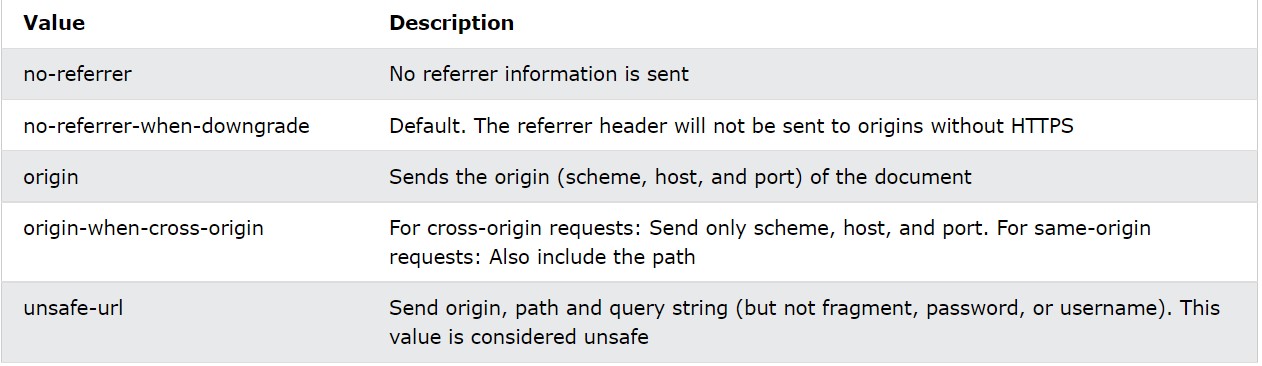 Value Description
no-referrer No referrer information is sent
no-referrer-when-downgrade Default. The referrer header will not be sent to origins without HTTPS
origin Sends the origin (scheme, host, and port) of the document
origin-when-cross-origin For cross-origin requests: Send only scheme, host, and port. For same-origin
requests: Also include the path
unsafe-url Send origin, path and query string (but not fragment, password, or username). This
value is considered unsafe